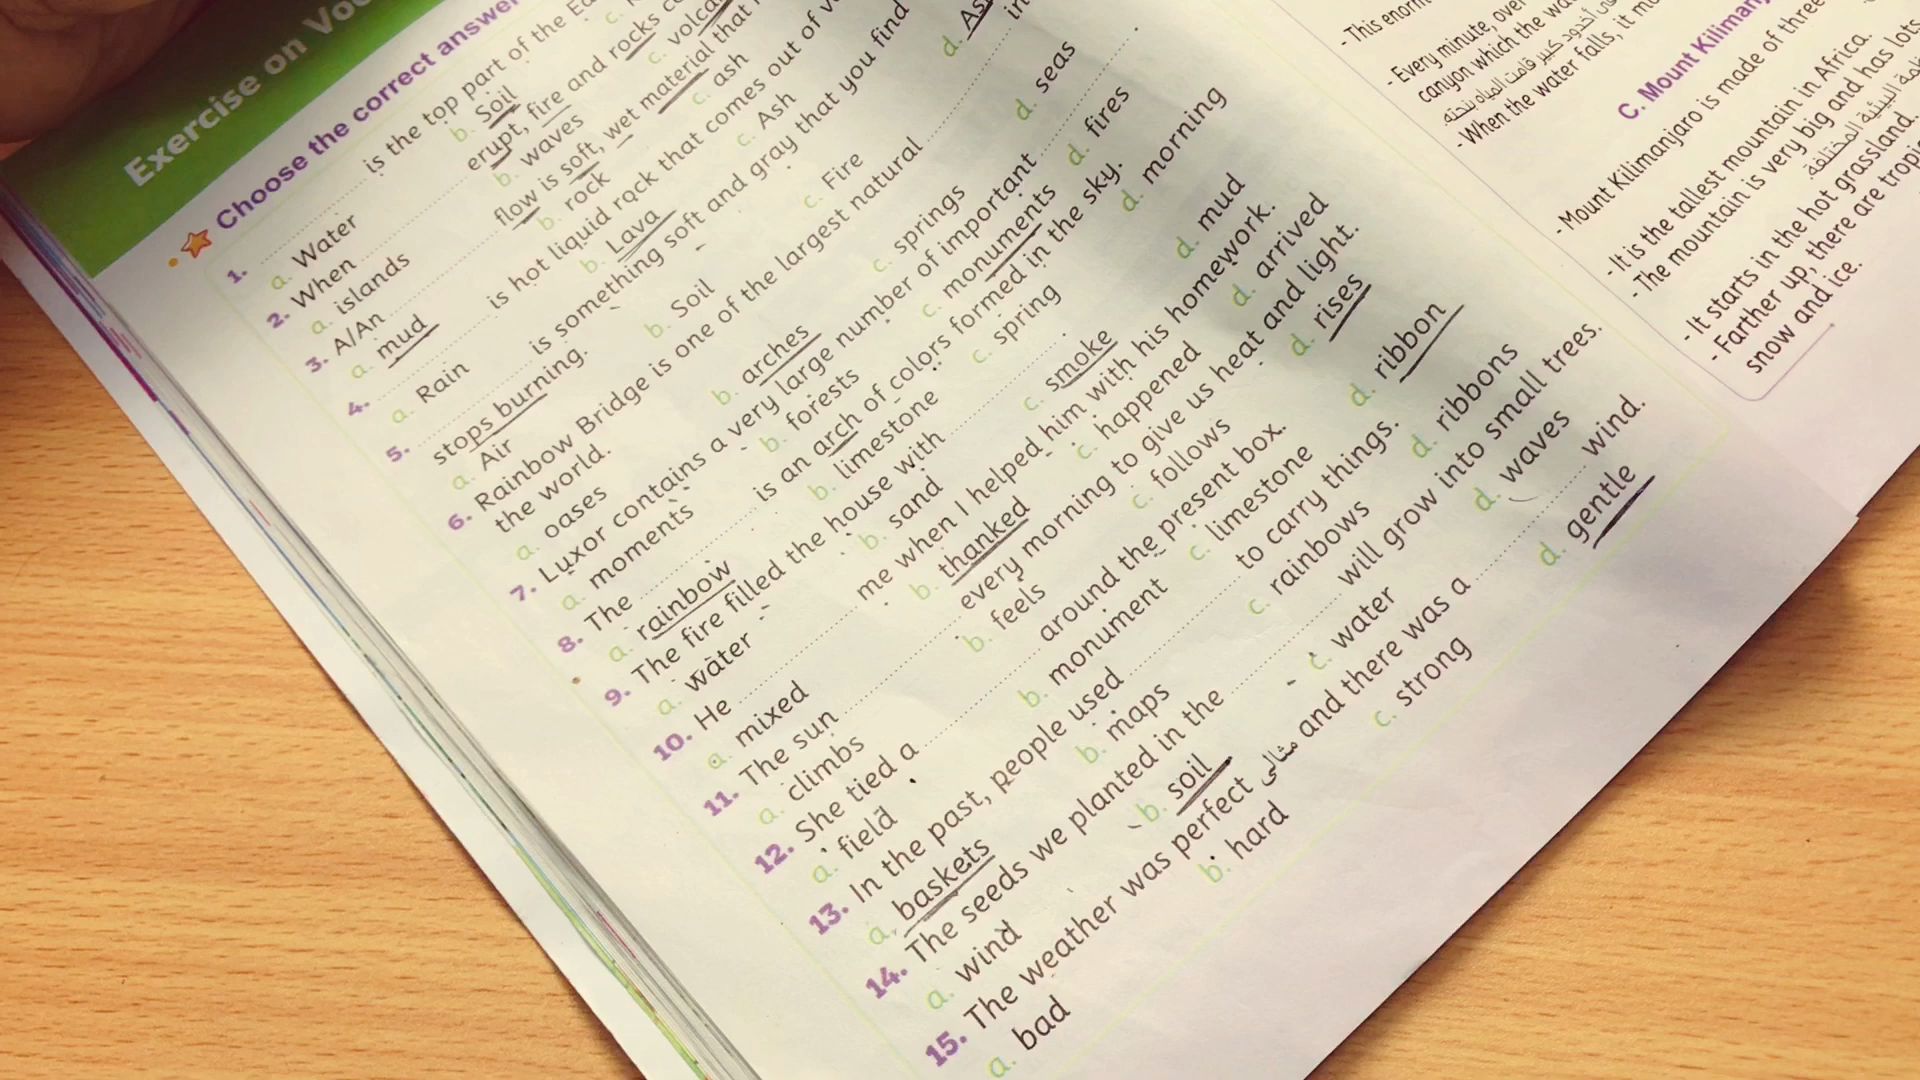 Exercise on Voc
Choose the correct answer
1. .......... is the top part of the Ea
a. Water b. Soil c.
2. When .......... erupt, fire and rocks
a. islands b. waves c. volca
3. A/An .......... flow is soft, wet material that
a. mud b. rock c. ash
4. .......... is hot liquid rock that comes out of
a. Rain b. Lava c. Ash
5. .......... is something soft and gray that you find
stops burning.
a. Air b. Soil c. Fire d. As
6. Rainbow Bridge is one of the largest natural .......... in
the world.
a. oases b. arches c. springs d. seas
7. Luxor contains a very large number of important .......... .
a. moments b. forests c. monuments d. fires
8. The .......... is an arch of colors formed in the sky.
a. rainbow b. limestone c. spring d. morning
9. The fire filled the house with .......... .
a. water b. sand c. smoke d. mud
10. He .......... me when I helped him with his homework.
a. mixed b. thanked c. happened d. arrived
11. The sun .......... every morning to give us heat and light.
a. climbs b. feels c. follows d. rises
12. She tied a .......... around the present box.
a. field b. monument c. limestone d. ribbon
13. In the past, people used .......... to carry things.
a. baskets b. maps c. rainbows d. ribbons
14. The seeds we planted in the .......... will grow into small trees.
a. wind b. soil c. water d. waves
15. The weather was perfect مثالى and there was a .......... wind.
a. bad b. hard c. strong d. gentle
- This enorm
- Every minute, over
canyon which the wa
- When the water falls, it m
C. Mount Kilimanj
- Mount Kilimanjaro is made of three
- It is the tallest mountain in Africa.
- The mountain is very big and has lots
- It starts in the hot grassland.
- Farther up, there are tropi
snow and ice.